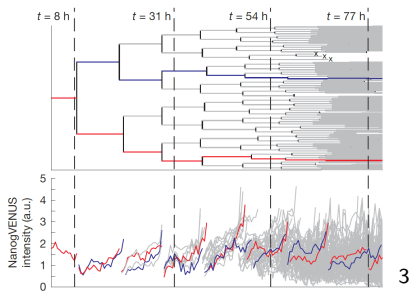 t = 8 h t = 31 h t = 54 h t = 77 h
x x x
5
4
3
2
1
0
NanogVENUS
intensity (a.u.)
3